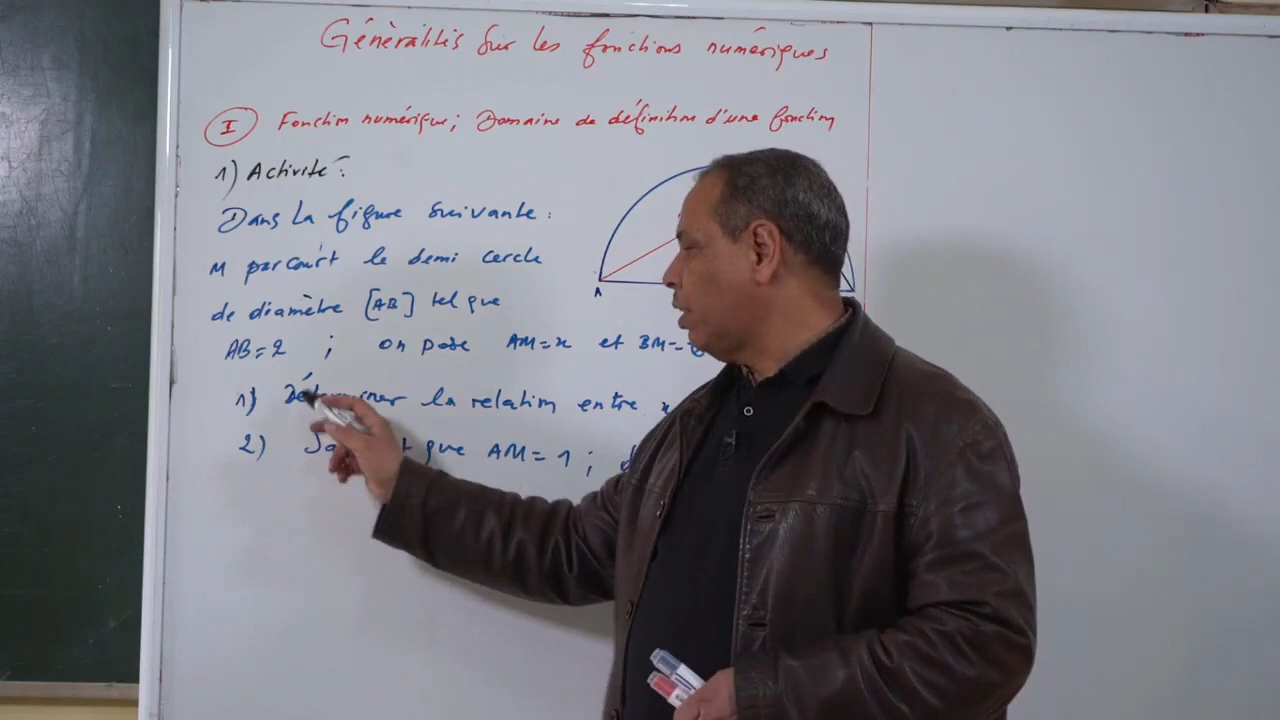 Généralités sur les fonctions numériques
I Fonction numérique; Domaine de définition d'une fonction
1) Activité:
Dans la figure suivante:
M parcourt le demi cercle
de diamètre [AB] tel que
AB=2 ; on pose AM=x et BM=
1) Déterminer la relation entre x
2) que AM=1;
A